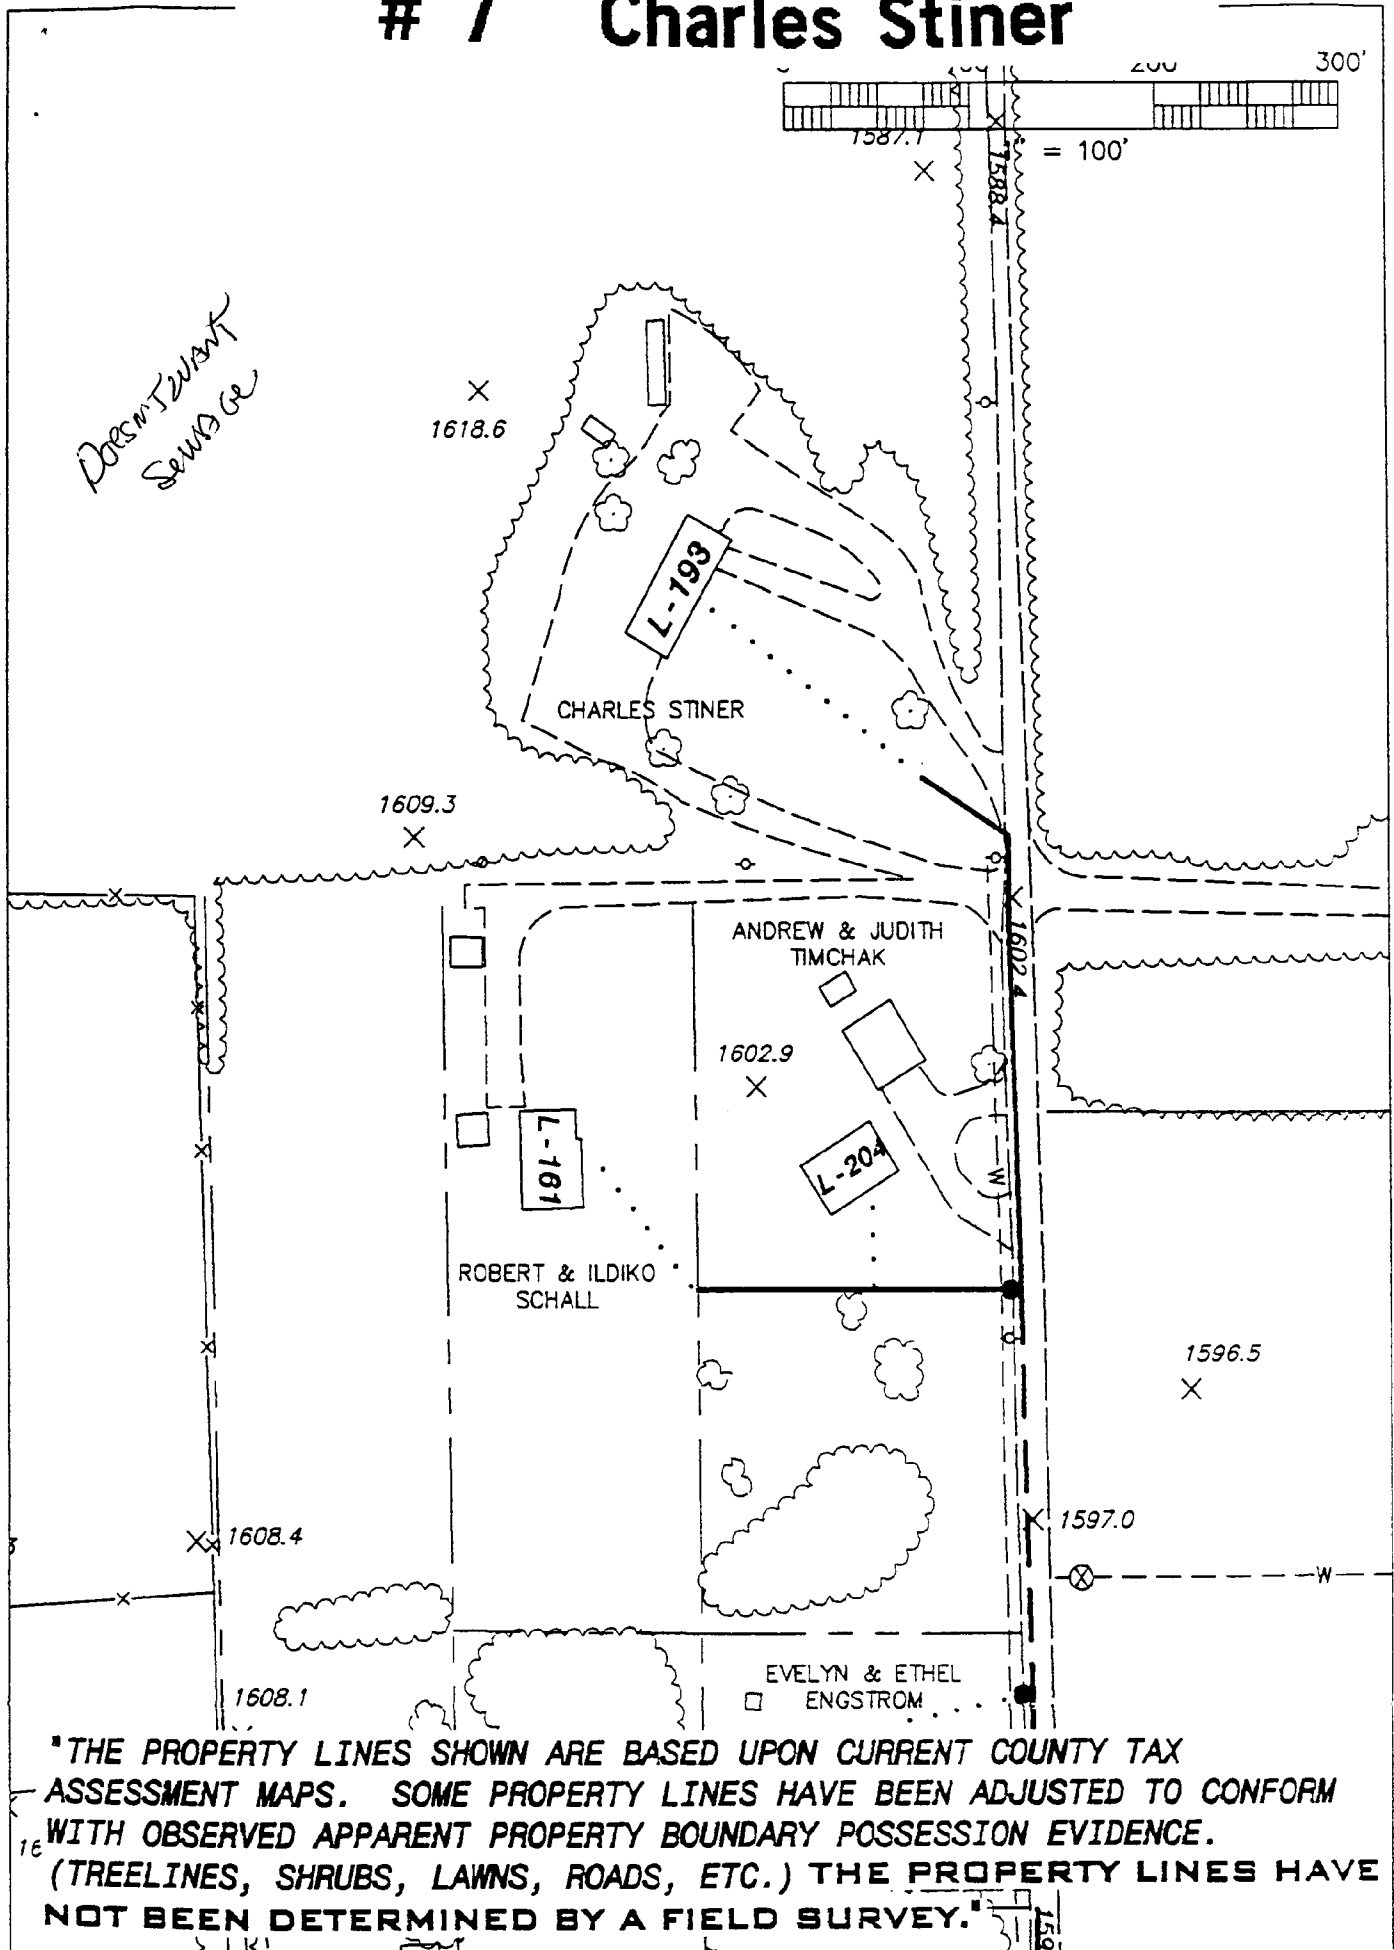 # 7 Charles Stiner
200 300'
1587.1
= 100'
1588.4
Doesn't want
Sewage
1618.6
L-193
CHARLES STINER
1609.3
ANDREW & JUDITH
TIMCHAK
1602.4
1602.9
L-161
L-204
W
ROBERT & ILDIKO
SCHALL
1596.5
1608.4
1597.0
W
EVELYN & ETHEL
ENGSTROM
1608.1
"THE PROPERTY LINES SHOWN ARE BASED UPON CURRENT COUNTY TAX
ASSESSMENT MAPS. SOME PROPERTY LINES HAVE BEEN ADJUSTED TO CONFORM
16
WITH OBSERVED APPARENT PROPERTY BOUNDARY POSSESSION EVIDENCE.
(TREELINES, SHRUBS, LAWNS, ROADS, ETC.) THE PROPERTY LINES HAVE
NOT BEEN DETERMINED BY A FIELD SURVEY."
159